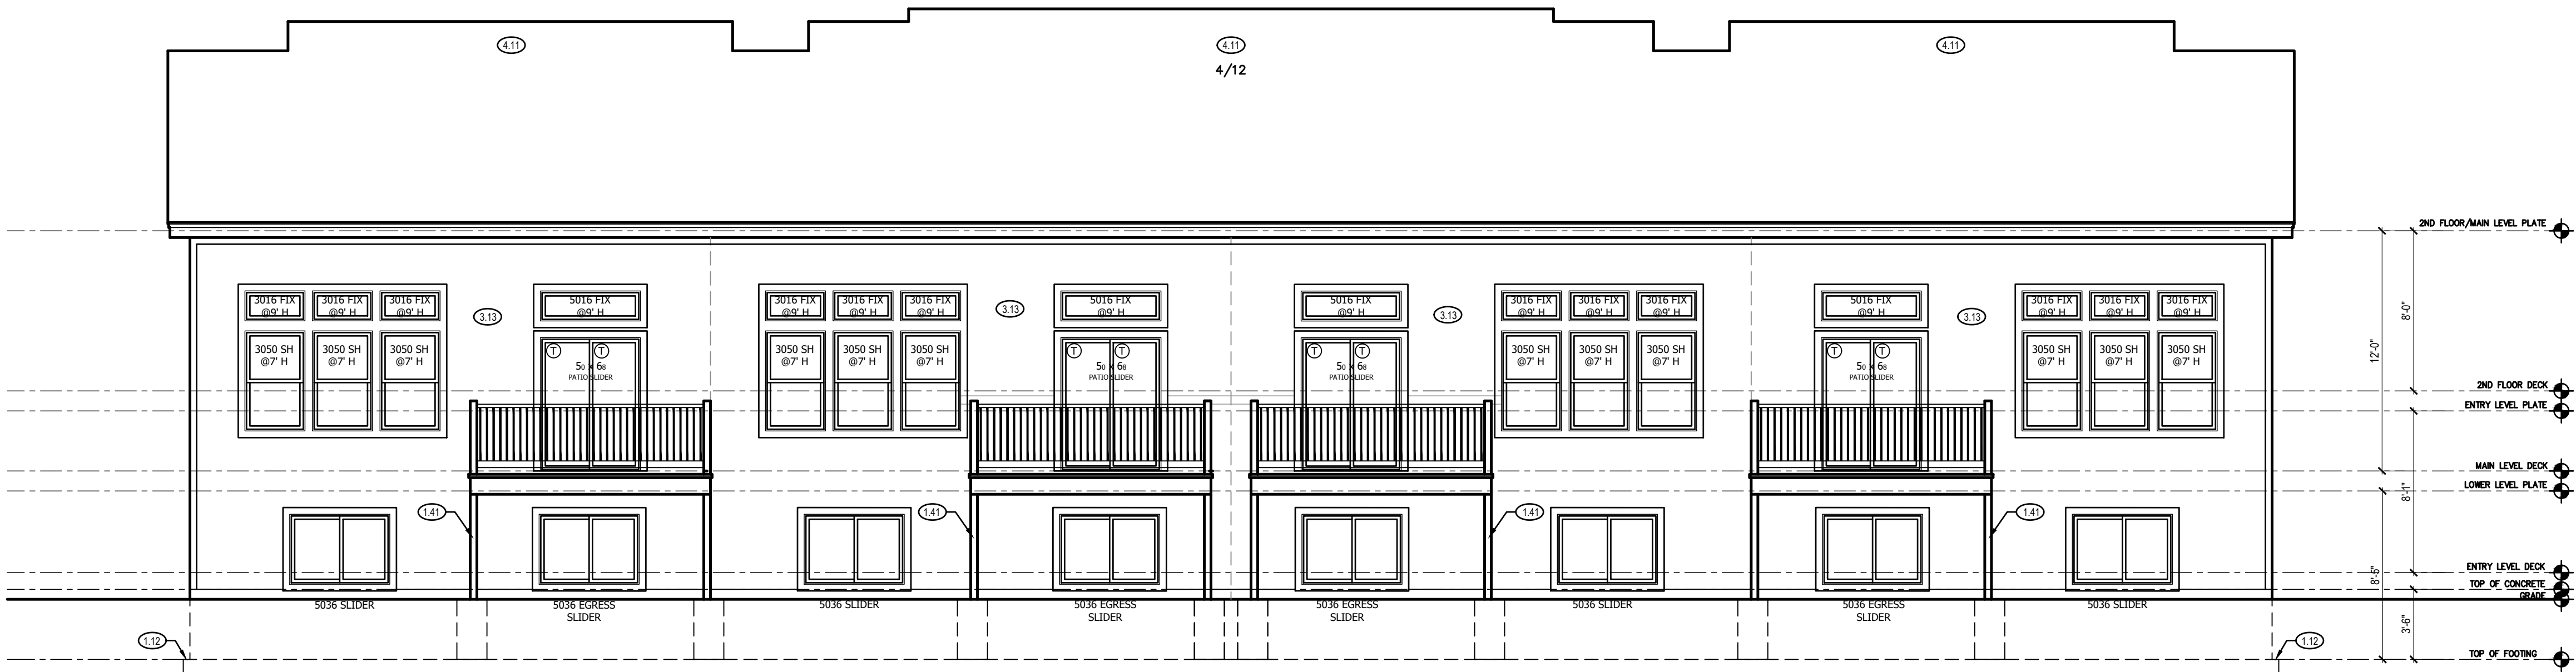 4.11
4.11
4.11
4/12
2ND FLOOR/MAIN LEVEL PLATE
3016 FIX @9' H
3016 FIX @9' H
3016 FIX @9' H
3.13
5016 FIX @9' H
3016 FIX @9' H
3016 FIX @9' H
3016 FIX @9' H
3.13
5016 FIX @9' H
5016 FIX @9' H
3.13
3016 FIX @9' H
3016 FIX @9' H
3016 FIX @9' H
5016 FIX @9' H
3.13
3016 FIX @9' H
3016 FIX @9' H
3016 FIX @9' H
8'-0"
12'-0"
3050 SH @7' H
3050 SH @7' H
3050 SH @7' H
T
T
50 x 68
PATIO SLIDER
3050 SH @7' H
3050 SH @7' H
3050 SH @7' H
T
T
50 x 68
PATIO SLIDER
T
T
50 x 68
PATIO SLIDER
3050 SH @7' H
3050 SH @7' H
3050 SH @7' H
T
T
50 x 68
PATIO SLIDER
3050 SH @7' H
3050 SH @7' H
3050 SH @7' H
2ND FLOOR DECK
ENTRY LEVEL PLATE
MAIN LEVEL DECK
LOWER LEVEL PLATE
8'-1"
1.41
1.41
1.41
1.41
8'-5"
ENTRY LEVEL DECK
TOP OF CONCRETE
GRADE
5036 SLIDER
5036 EGRESS
SLIDER
5036 SLIDER
5036 EGRESS
SLIDER
5036 EGRESS
SLIDER
5036 SLIDER
5036 EGRESS
SLIDER
5036 SLIDER
3'-6"
1.12
1.12
TOP OF FOOTING